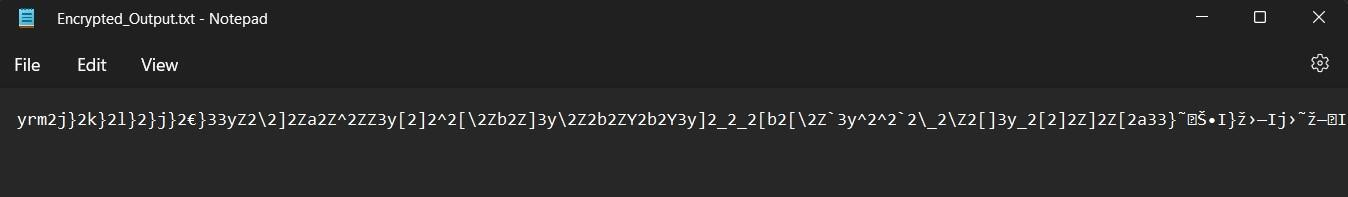 Encrypted_Output.txt - Notepad
File Edit View
yrm2j}2k}2l}2}j}2€}33yZ2\2]2Za2Z^2ZZ3y[2]2^2[\2Zb2Z]3y\2Z2b2ZY2b2Y3y]2_2_2[b2[\2Z`3y^2^2`2\_2\Z2[]3y_2[2]2Z]2Z[2a33}˜⍰Š•I}ž›—Ij›˜ž—⍰I